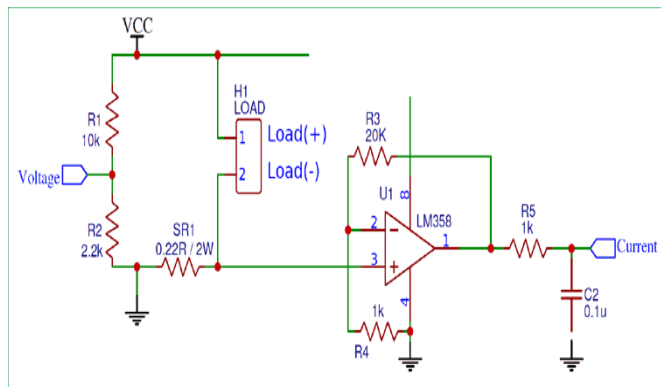 VCC
H1
LOAD
1 Load(+)
2 Load(-)
R1
10k
Voltage
R2
2.2k
SR1
0.22R / 2W
R3
20K
U1
8
LM358
2
1
3
4
R5
1k
Current
C2
0.1u
1k
R4